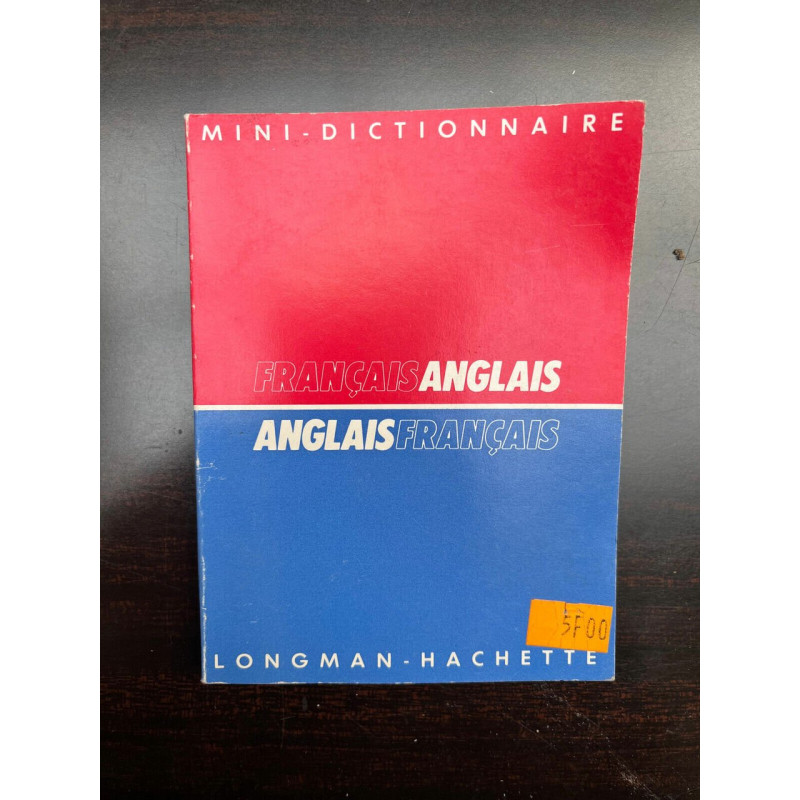 MINI-DICTIONNAIRE
FRANÇAISANGLAIS
ANGLAISFRANÇAIS
5F00
LONGMAN-HACHETTE